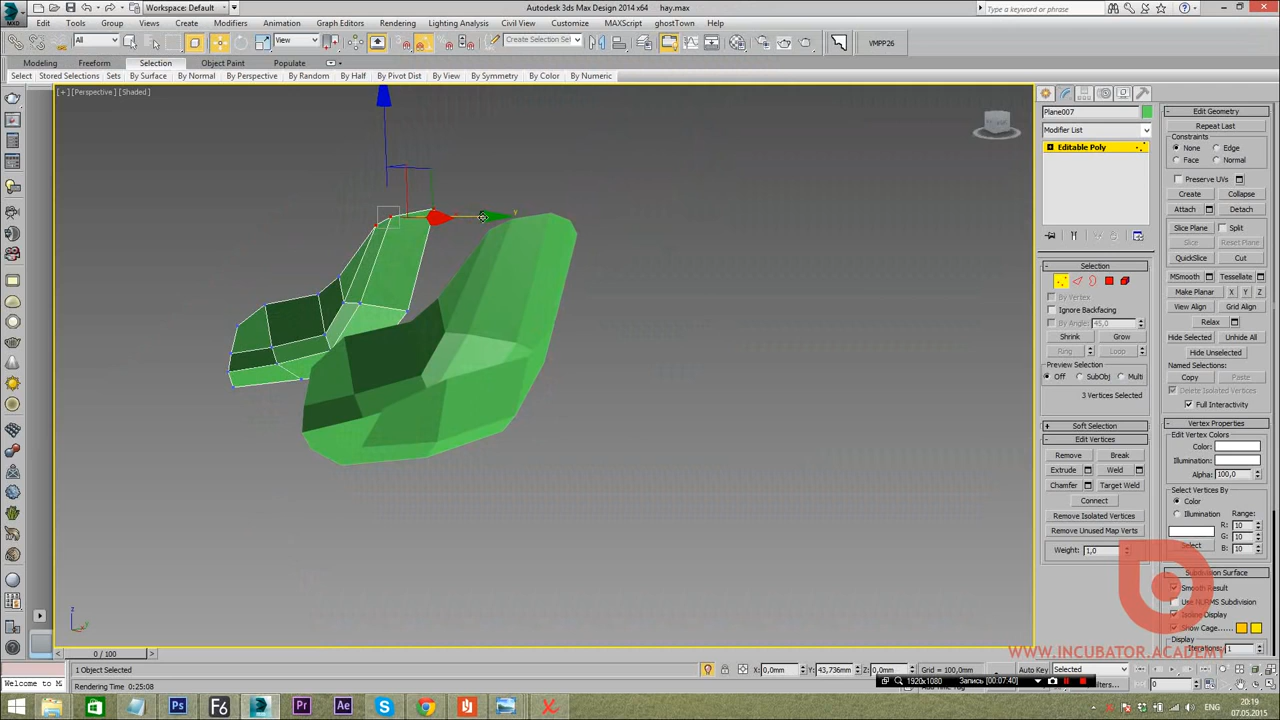 Workspace: Default
Autodesk 3ds Max Design 2014 x64 hay.max
Type a keyword or phrase
MXD
Edit Tools Group Views Create Modifiers Animation Graph Editors Rendering Lighting Analysis Civil View Customize MAXScript ghostTown Help
All View Create Selection Se VMPP26
Modeling Freeform Selection Object Paint Populate
Select Stored Selections Sets By Surface By Normal By Perspective By Random By Half By Pivot Dist By View By Symmetry By Color By Numeric
[+] [Perspective] [Shaded]
y
z
Plane007
Modifier List
Editable Poly
Selection
By Vertex
Ignore Backfacing
By Angle: 45,0
Shrink Grow
Ring Loop
Preview Selection
Off SubObj Multi
3 Vertices Selected
Soft Selection
Edit Vertices
Remove Break
Extrude Weld
Chamfer Target Weld
Connect
Remove Isolated Vertices
Remove Unused Map Verts
Weight: 1,0
Edit Geometry
Repeat Last
Constraints
None Edge
Face Normal
Preserve UVs
Create Collapse
Attach Detach
Slice Plane Split
Slice Reset Plane
QuickSlice Cut
MSmooth Tessellate
Make Planar X Y Z
View Align Grid Align
Relax
Hide Selected Unhide All
Hide Unselected
Named Selections:
Copy Paste
Delete Isolated Vertices
Full Interactivity
Vertex Properties
Edit Vertex Colors
Color:
Illumination:
Alpha: 100,0
Select Vertices By
Color
Illumination Range:
R: 10
G: 10
B: 10
Select
Subdivision Surface
Smooth Result
Use NURMS Subdivision
Isoline Display
Show Cage......
Display
Iterations: 1
WWW.INCUBATOR.ACADEMY
0 / 100
1 Object Selected X: 0,0mm Y: 43,736mm Z: 0,0mm Grid = 100,0mm Auto Key Selected
Welcome to M Rendering Time 0:25:08
1920x1080 Запись [00:07:40]
0
F6 Pr Ae
ENG
20:19
07.05.2015